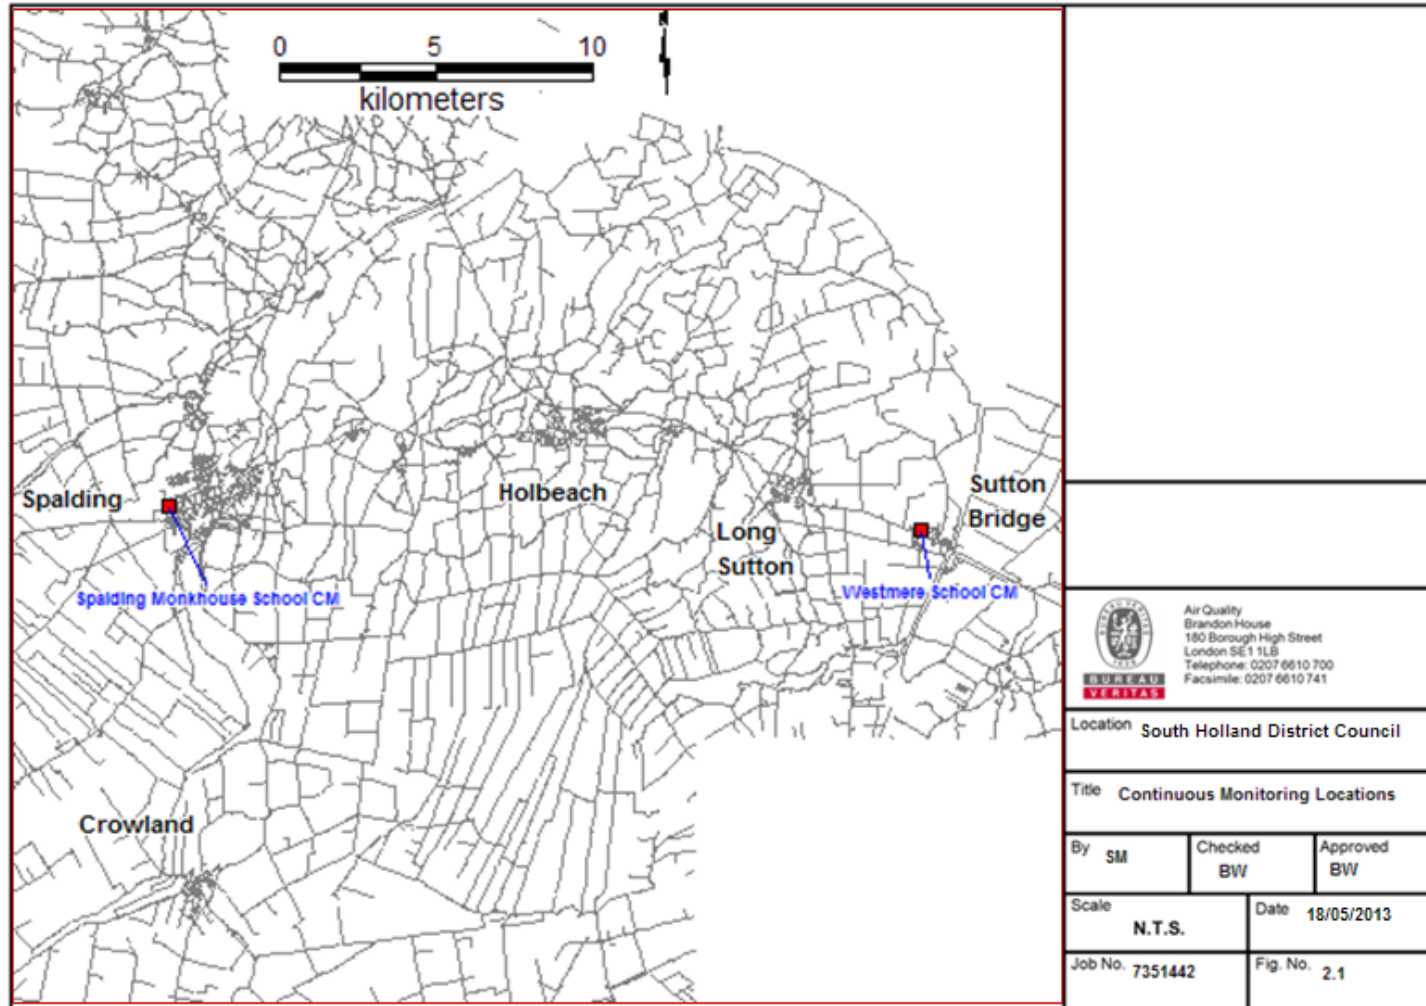 0 5 10
kilometers
Spalding
Holbeach
Sutton
Bridge
Long
Sutton
Spalding Monkhouse School CM
Westmere School CM
Crowland
BUREAU
VERITAS
Air Quality
Brandon House
180 Borough High Street
London SE1 1LB
Telephone: 0207 6610 700
Facsimile: 0207 6610 741
Location South Holland District Council
Title Continuous Monitoring Locations
By SM
Checked
BW
Approved
BW
Scale
N.T.S.
Date 18/05/2013
Job No. 7351442
Fig. No. 2.1